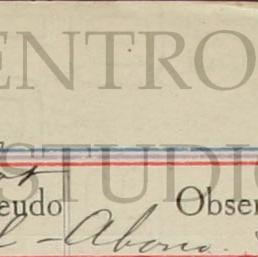 ENTRO
STUDIO
eudo Obser
l - Abono.